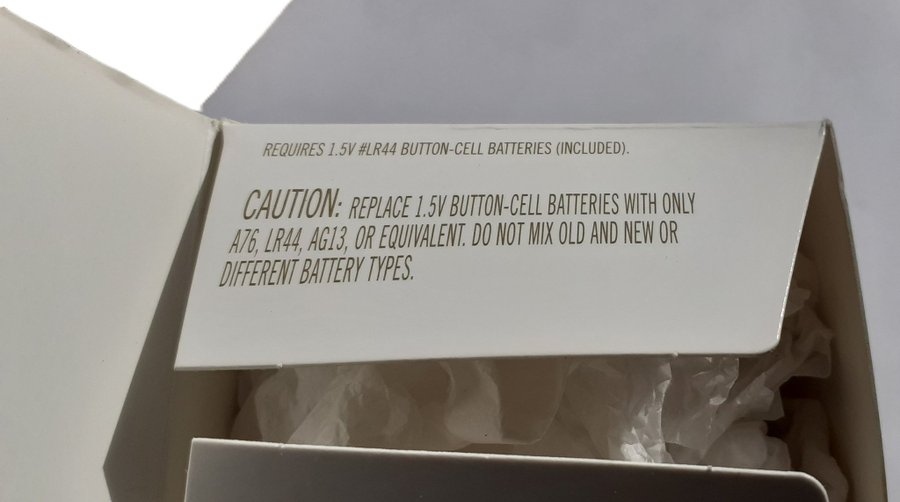 REQUIRES 1.5V #LR44 BUTTON-CELL BATTERIES (INCLUDED).
CAUTION: REPLACE 1.5V BUTTON-CELL BATTERIES WITH ONLY
A76, LR44, AG13, OR EQUIVALENT. DO NOT MIX OLD AND NEW OR
DIFFERENT BATTERY TYPES.